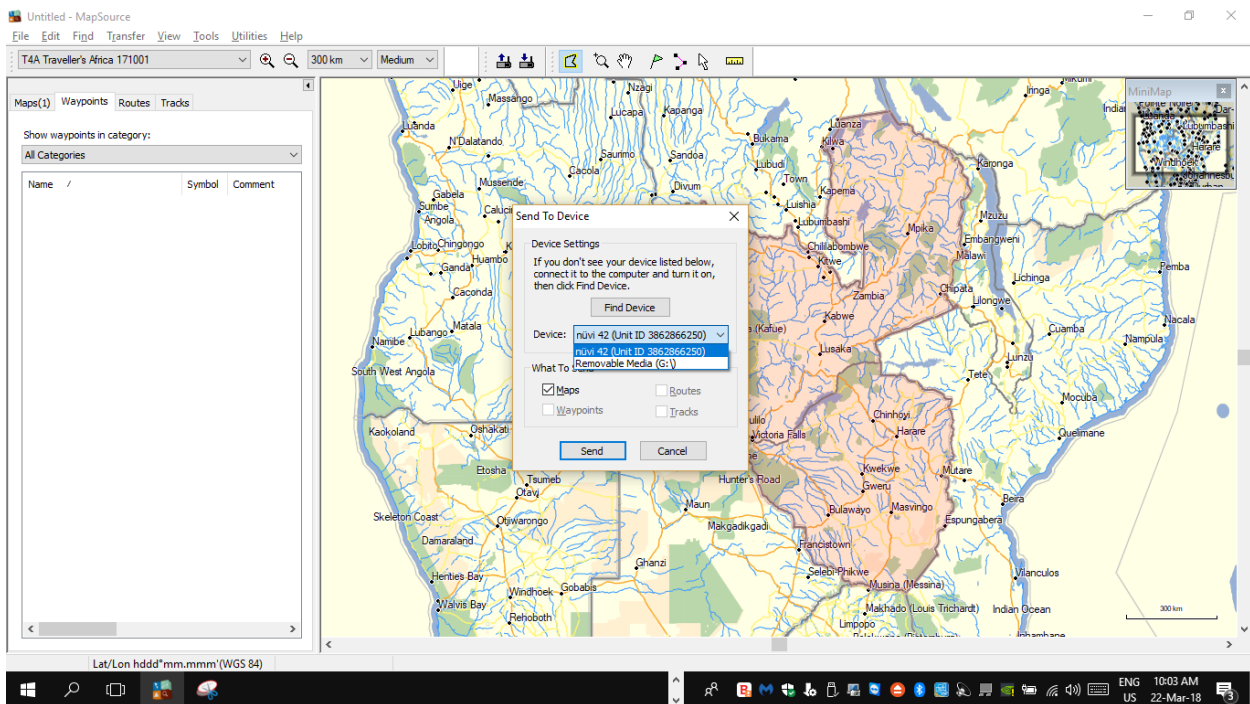 Untitled - MapSource
File Edit Find Transfer View Tools Utilities Help
T4A Traveller's Africa 171001
300 km
Medium
Maps(1) Waypoints Routes Tracks
Show waypoints in category:
All Categories
Name / Symbol Comment
Uige
Massango
Nzagi
Lucapa
Kapanga
Luanda
N'Dalatando
Bukama
Luanza
Kilwa
Iringa
MiniMap
Saurimo
Sandoa
Cacola
Lubudi
Karonga
Mussende
Divum
Town
Kapema
Gabela
Sumbe
Angola
Luishia
Lubumbashi
Mpika
Mzuzu
Embangweni
Lobito
Chingongo
Ganda
Huambo
Chililabombwe
Kitwe
Malawi
Lichinga
Pemba
Caconda
Zambia
Chipata
Lilongwe
Kabwe
(Kafue)
Namibe
Lubango
Matala
Cuamba
Nacala
Nampula
Lusaka
Lunzu
South West Angola
Tete
Mocuba
Kaokoland
Oshakati
Victoria Falls
Chinhoyi
Harare
Quelimane
Etosha
Tsumeb
Otavi
Hunter's Road
Kwekwe
Gweru
Mutare
Skeleton Coast
Otjiwarongo
Maun
Makgadikgadi
Bulawayo
Masvingo
Espungabera
Beira
Damaraland
Francistown
Ghanzi
Henties Bay
Selebi-Phikwe
Vilanculos
Windhoek
Gobabis
Musina (Messina)
Walvis Bay
Rehoboth
Makhado (Louis Trichardt)
Indian Ocean
Limpopo
300 km
Windhoek
Harare
Lubumbashi
Send To Device
Device Settings
If you don't see your device listed below,
connect it to the computer and turn it on,
then click Find Device.
Find Device
Device: nüvi 42 (Unit ID 3862866250)
nüvi 42 (Unit ID 3862866250)
Removable Media (G:\)
Maps
Routes
Waypoints
Tracks
Send
Cancel
Lat/Lon hddd°mm.mmm'(WGS 84)
ENG
US
10:03 AM
22-Mar-18
3